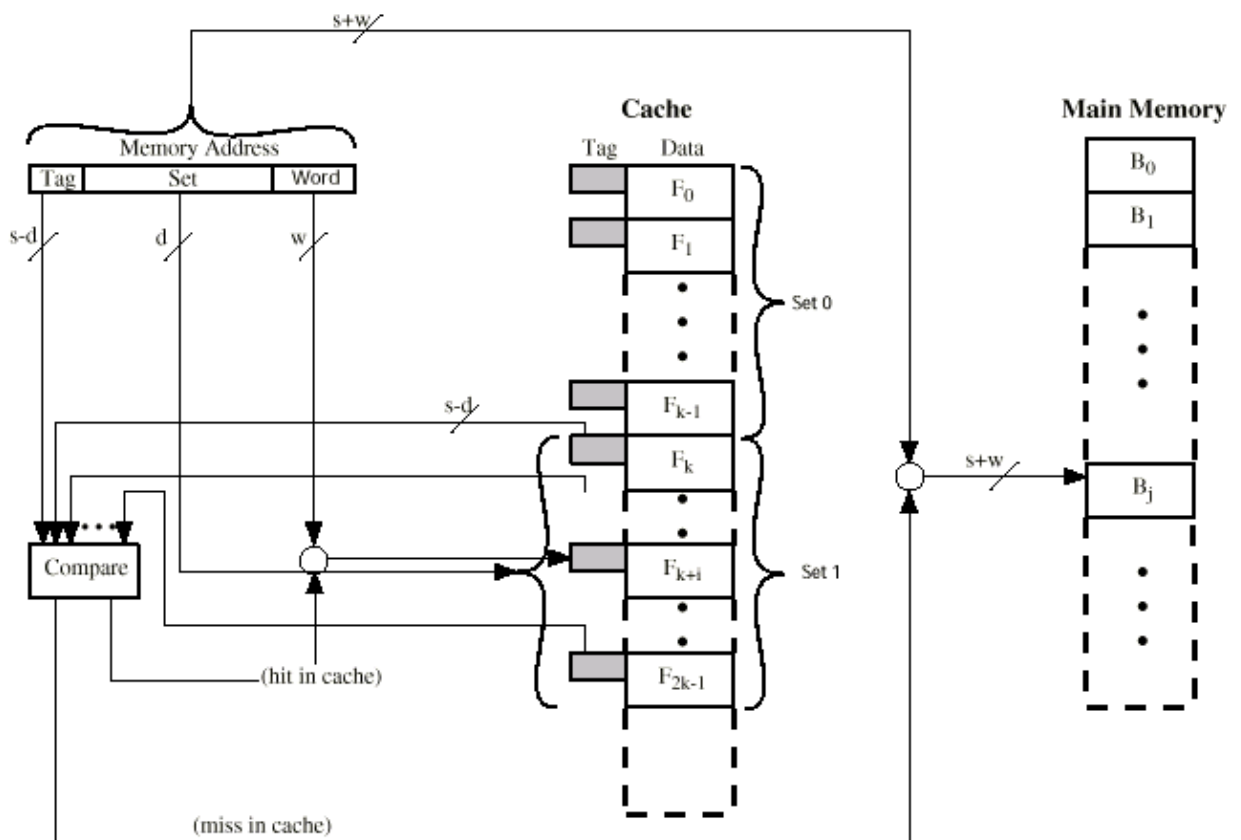 s+w
Cache
Main Memory
Memory Address
Tag Data
Tag Set Word
B0
F0
B1
s-d d w
F1
Set 0
s-d
Fk-1
Fk
s+w
Bj
Compare
Fk+i
Set 1
(hit in cache)
F2k-1
(miss in cache)